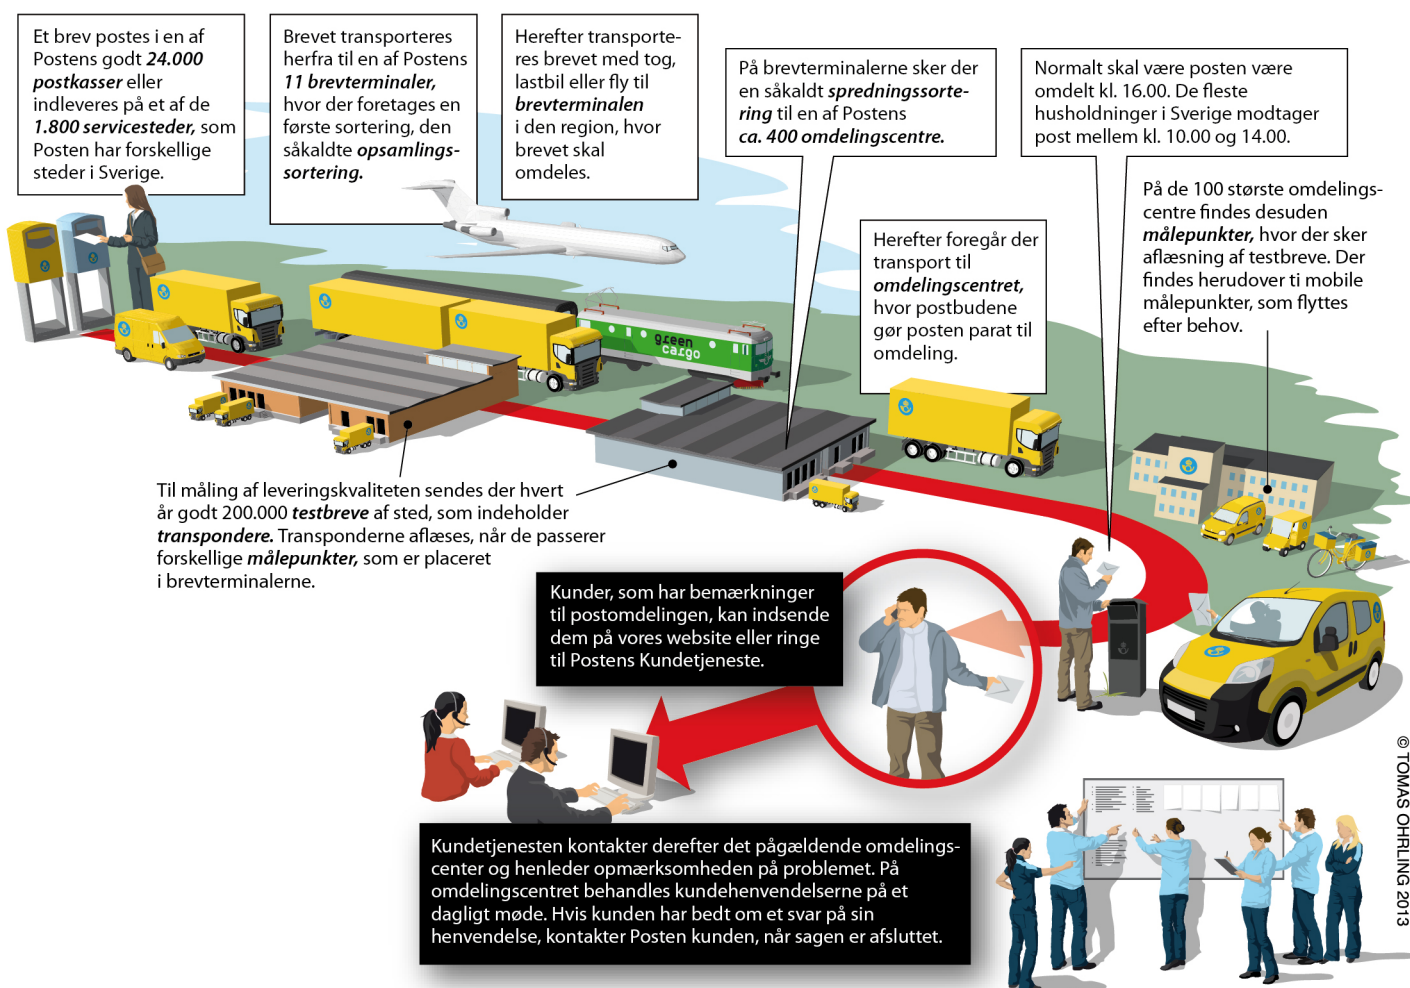 Et brev postes i en af
Postens godt 24.000
postkasser eller
indleveres på et af de
1.800 servicesteder, som
Posten har forskellige
steder i Sverige.
Brevet transporteres
herfra til en af Postens
11 brevterminaler,
hvor der foretages en
første sortering, den
såkaldte opsamlings-
sortering.
Herefter transporte-
res brevet med tog,
lastbil eller fly til
brevterminalen
i den region, hvor
brevet skal
omdeles.
På brevterminalerne sker der
en såkaldt spredningssorte-
ring til en af Postens
ca. 400 omdelingscentre.
Normalt skal være posten være
omdelt kl. 16.00. De fleste
husholdninger i Sverige modtager
post mellem kl. 10.00 og 14.00.
På de 100 største omdelings-
centre findes desuden
målepunkter, hvor der sker
aflæsning af testbreve. Der
findes herudover ti mobile
målepunkter, som flyttes
efter behov.
Herefter foregår der
transport til
omdelingscentret,
hvor postbudene
gør posten parat til
omdeling.
green
cargo
Til måling af leveringskvaliteten sendes der hvert
år godt 200.000 testbreve af sted, som indeholder
transpondere. Transponderne aflæses, når de passerer
forskellige målepunkter, som er placeret
i brevterminalerne.
Kunder, som har bemærkninger
til postomdelingen, kan indsende
dem på vores website eller ringe
til Postens Kundetjeneste.
Kundetjenesten kontakter derefter det pågældende omdelings-
center og henleder opmærksomheden på problemet. På
omdelingscentret behandles kundehenvendelserne på et
dagligt møde. Hvis kunden har bedt om et svar på sin
henvendelse, kontakter Posten kunden, når sagen er afsluttet.
© TOMAS OHRLING 2013